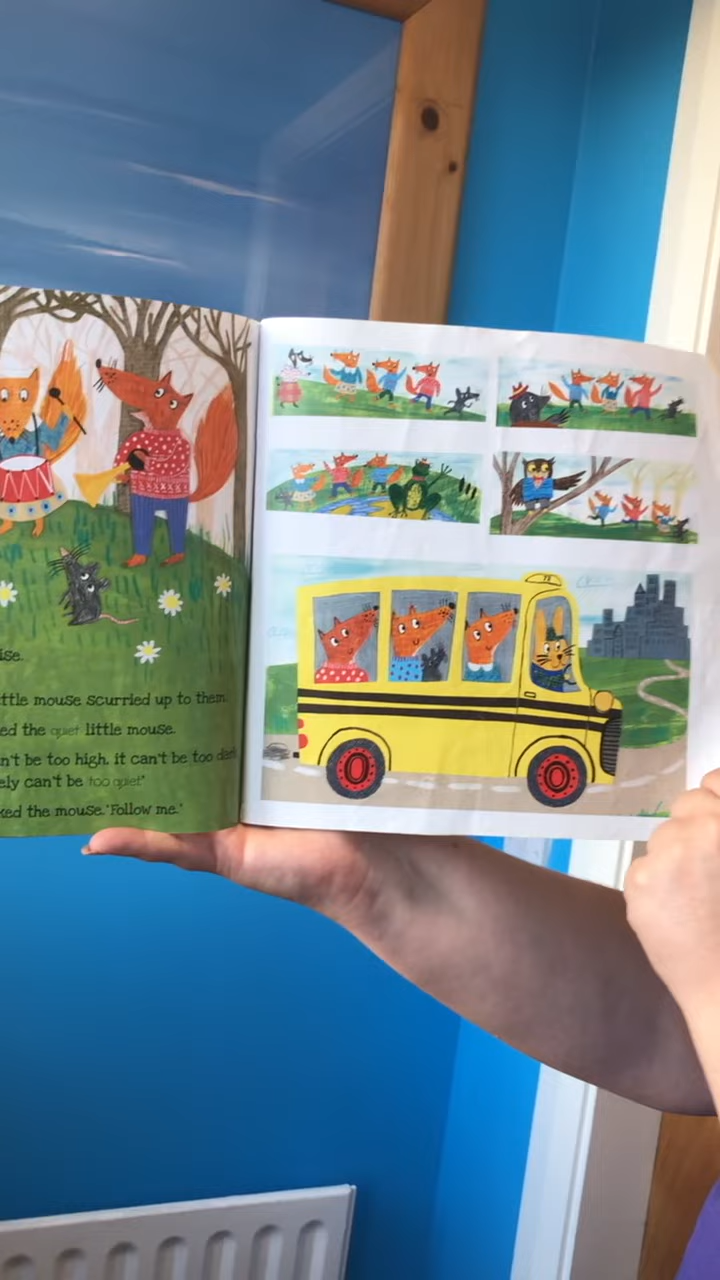 ise.
ttle mouse scurried up to them.
ed the quiet little mouse.
n't be too high, it can't be too dark
ely can't be too quiet"
ked the mouse. "Follow me."